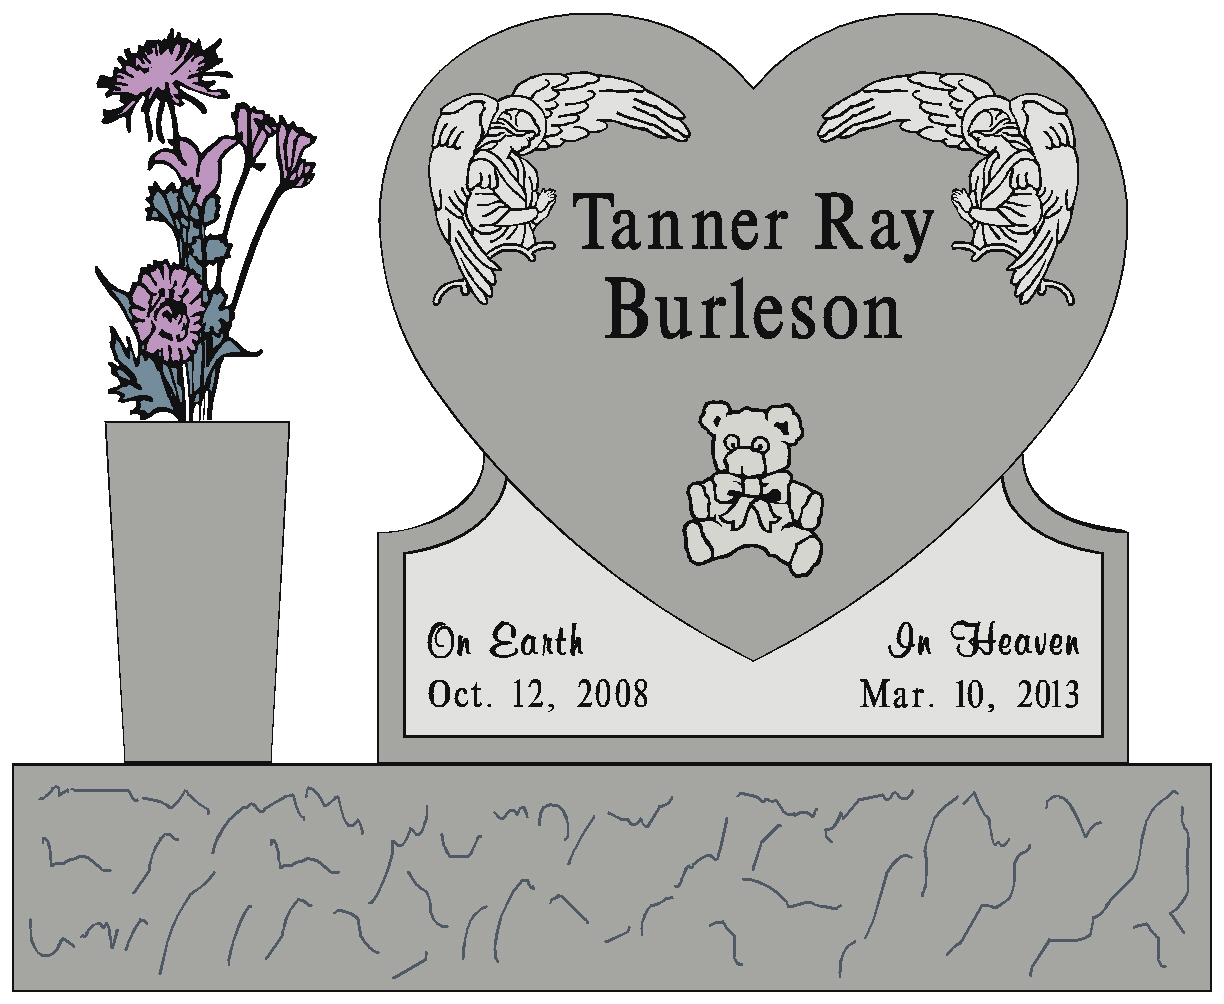 Tanner Ray
Burleson
On Earth
Oct. 12, 2008
In Heaven
Mar. 10, 2013